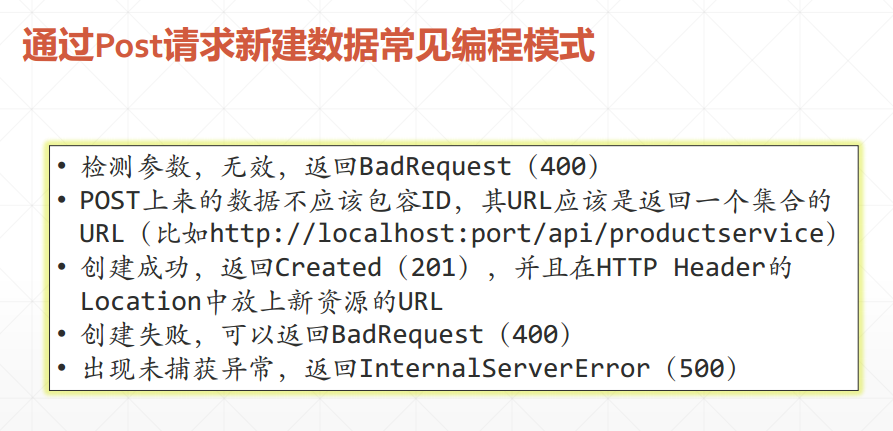 通过Post请求新建数据常见编程模式
• 检测参数，无效，返回BadRequest（400）
• POST上来的数据不应该包容ID，其URL应该是返回一个集合的
URL（比如http://localhost:port/api/productservice）
• 创建成功，返回Created（201），并且在HTTP Header的
Location中放上新资源的URL
• 创建失败，可以返回BadRequest（400）
• 出现未捕获异常，返回InternalServerError（500）